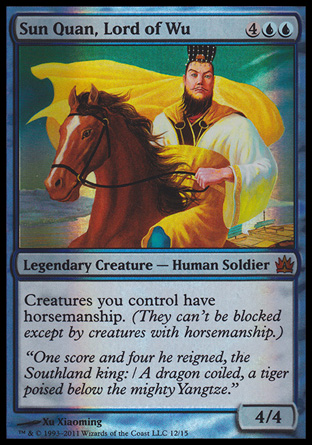 Sun Quan, Lord of Wu 4
Legendary Creature — Human Soldier
Creatures you control have
horsemanship. (They can't be blocked
except by creatures with horsemanship.)
"One score and four he reigned, the
Southland king: / A dragon coiled, a tiger
poised below the mighty Yangtze."
Xu Xiaoming
™ & © 1993-2011 Wizards of the Coast LLC 12/15
4/4